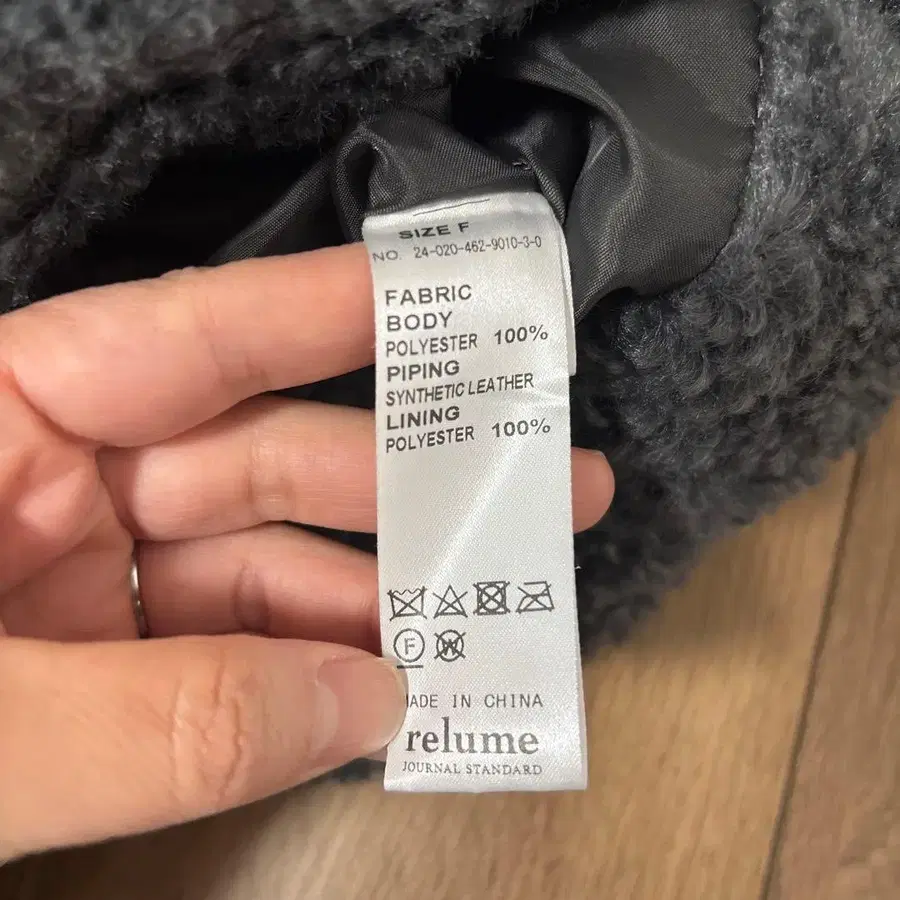 SIZE F
NO. 24-020-462-9010-3-0
FABRIC
BODY
POLYESTER 100%
PIPING
SYNTHETIC LEATHER
LINING
POLYESTER 100%
F W
MADE IN CHINA
relume
JOURNAL STANDARD